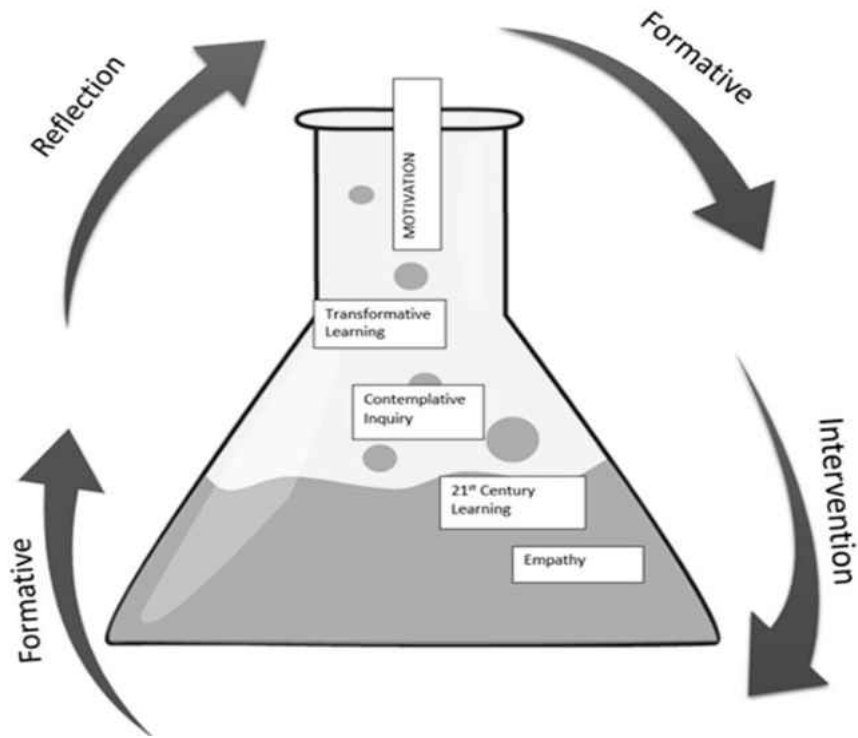 Reflection
Formative
MOTIVATION
Transformative
Learning
Contemplative
Inquiry
21st Century
Learning
Empathy
Intervention
Formative